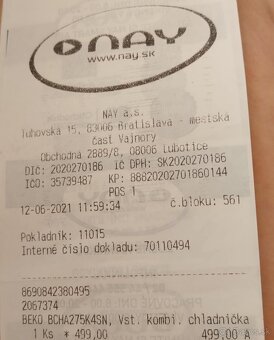 NAY
www.nay.sk
NAY a.s.
Tuhovská 15, 83006 Bratislava - mestská
časť Vajnory
Obchodná 2889/8, 08006 Ľubotice
DIČ: 2020270186 IČ DPH: SK2020270186
IČO: 35739487 KP: 88820202701860144
POS 1
12-06-2021 11:59:34 č.bloku: 561
Pokladník: 11015
Interné číslo dokladu: 70110494
8690842380495
2067374
BEKO BCHA275K4SN, Vst. kombi. chladnička
1 Ks * 499,00 499,00 A